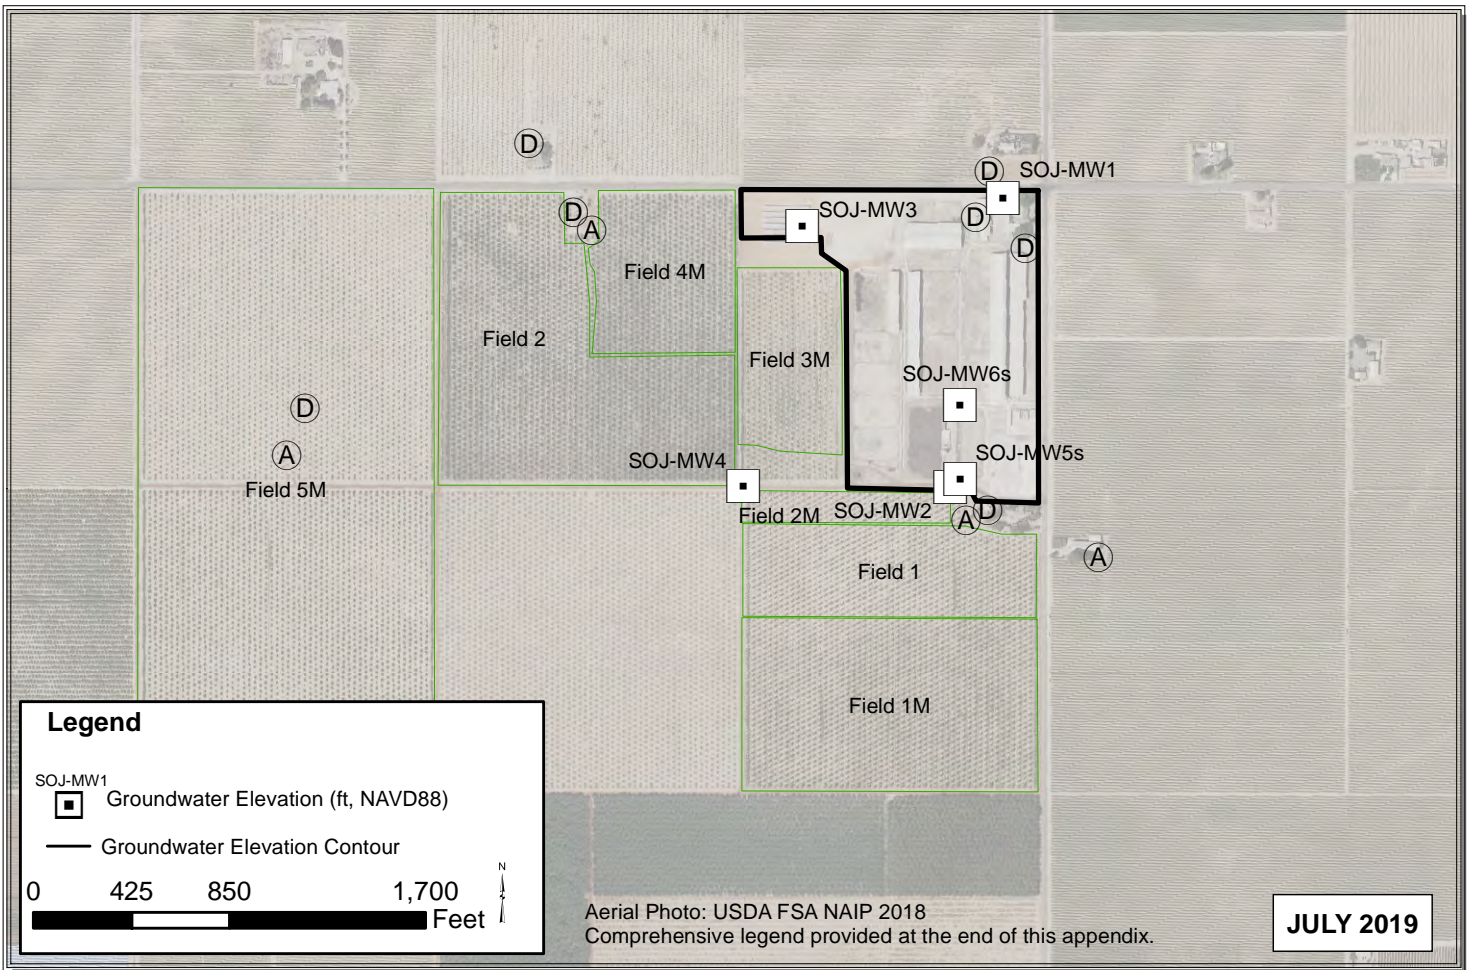 D
D
SOJ-MW1
D
A
SOJ-MW3
D
D
Field 4M
Field 2
Field 3M
SOJ-MW6s
D
A
Field 5M
SOJ-MW4
SOJ-MW5s
Field 2M
SOJ-MW2
A
D
A
Field 1
Field 1M
Legend
SOJ-MW1
Groundwater Elevation (ft, NAVD88)
Groundwater Elevation Contour
N
0 425 850 1,700
Feet
Aerial Photo: USDA FSA NAIP 2018
Comprehensive legend provided at the end of this appendix.
JULY 2019